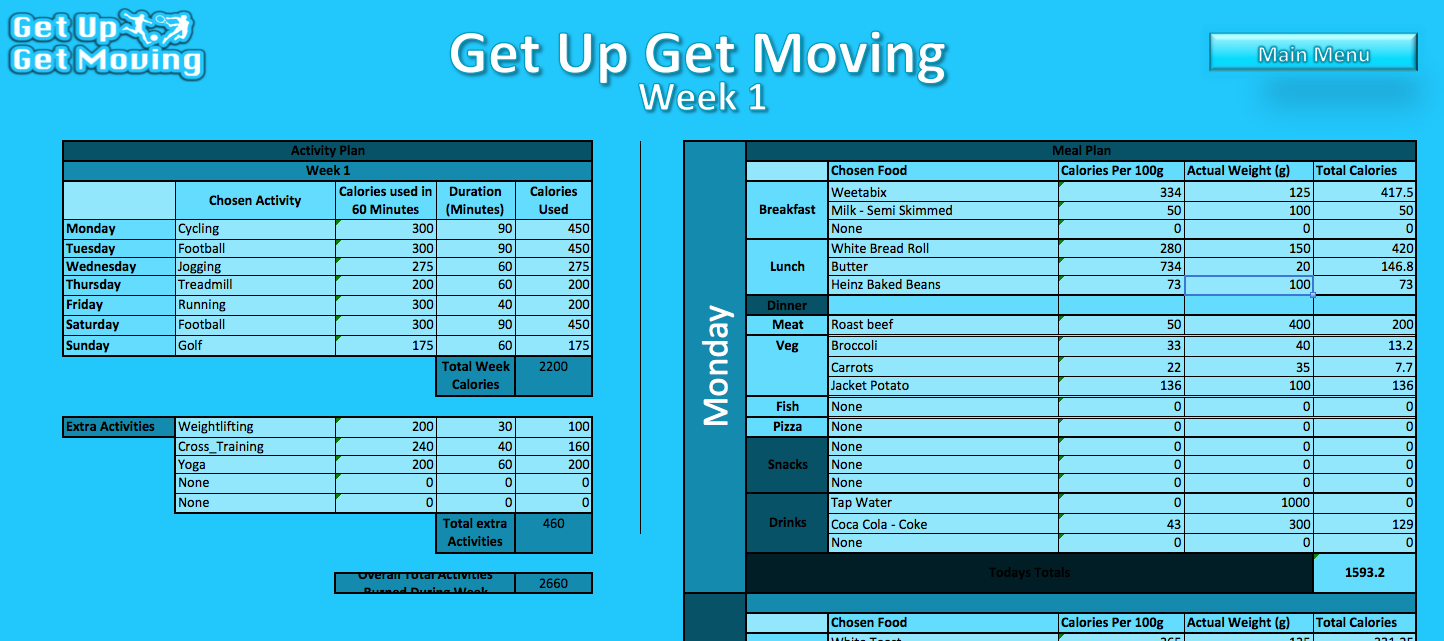 Get Up
Get Moving
Get Up Get Moving
Week 1
Main Menu
Activity Plan
Week 1
Chosen Activity Calories used in 60 Minutes Duration (Minutes) Calories Used
Monday Cycling 300 90 450
Tuesday Football 300 90 450
Wednesday Jogging 275 60 275
Thursday Treadmill 200 60 200
Friday Running 300 40 200
Saturday Football 300 90 450
Sunday Golf 175 60 175
Total Week Calories 2200
Extra Activities Weightlifting 200 30 100
Cross_Training 240 40 160
Yoga 200 60 200
None 0 0 0
None 0 0 0
Total extra Activities 460
Overall Total Activities Burned During Week 2660
Monday
Meal Plan
Chosen Food Calories Per 100g Actual Weight (g) Total Calories
Breakfast Weetabix 334 125 417.5
Milk - Semi Skimmed 50 100 50
None 0 0 0
Lunch White Bread Roll 280 150 420
Butter 734 20 146.8
Heinz Baked Beans 73 100 73
Dinner
Meat Roast beef 50 400 200
Veg Broccoli 33 40 13.2
Carrots 22 35 7.7
Jacket Potato 136 100 136
Fish None 0 0 0
Pizza None 0 0 0
Snacks None 0 0 0
None 0 0 0
None 0 0 0
Drinks Tap Water 0 1000 0
Coca Cola - Coke 43 300 129
None 0 0 0
Todays Totals 1593.2
Chosen Food Calories Per 100g Actual Weight (g) Total Calories